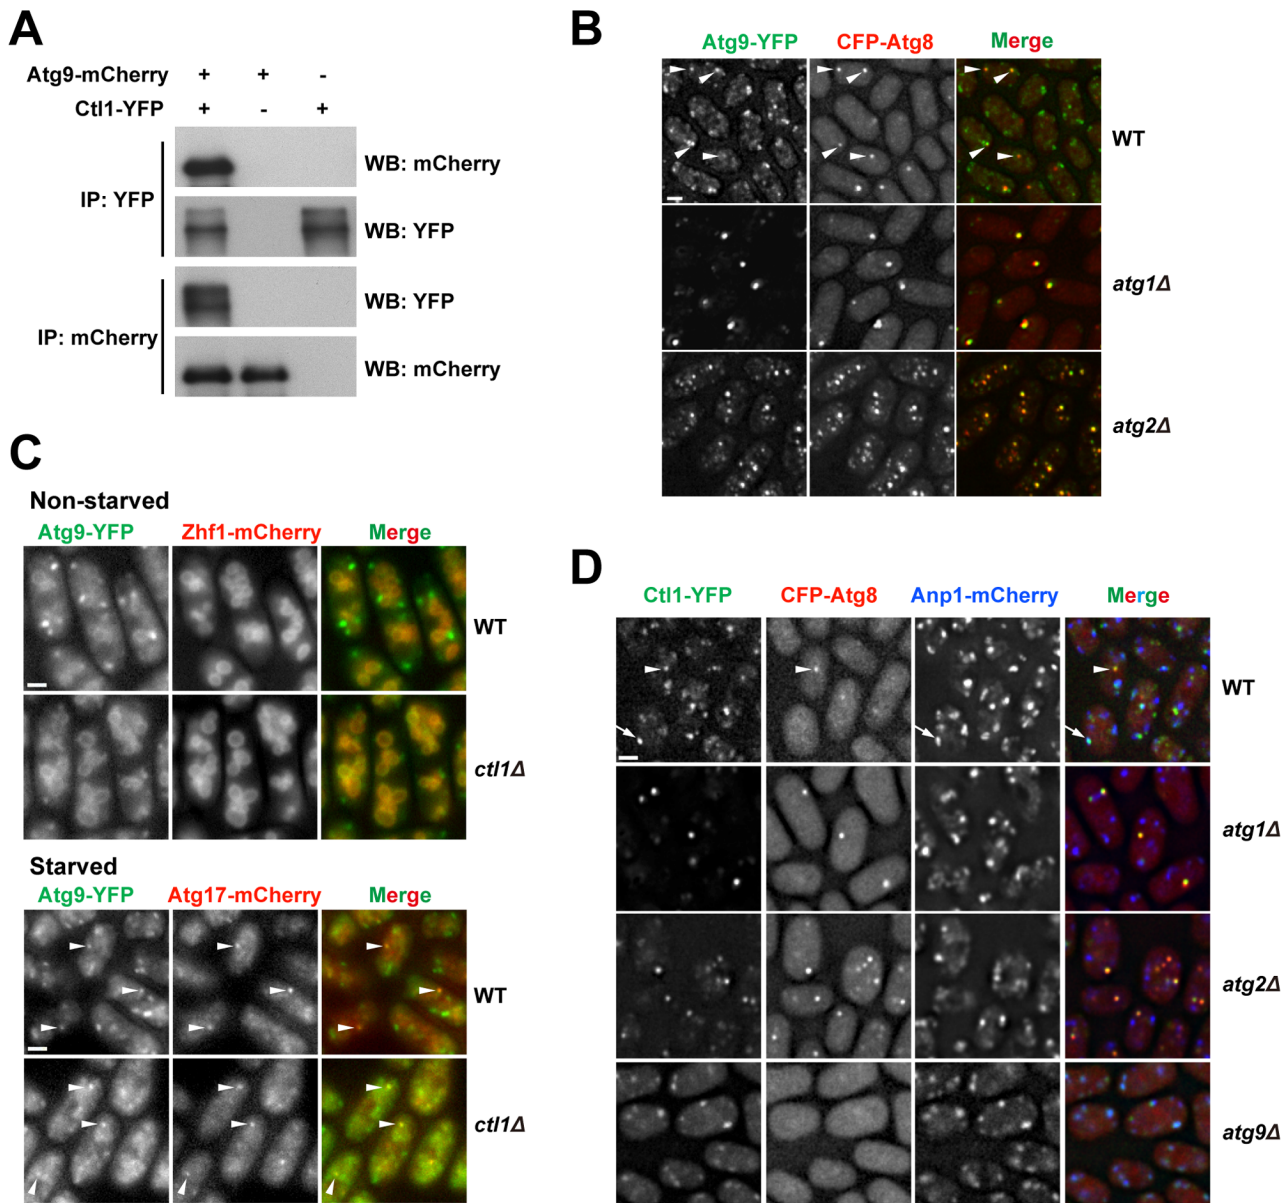 A
Atg9-mCherry + + -
Ctl1-YFP + - +
IP: YFP
WB: mCherry
WB: YFP
IP: mCherry
WB: YFP
WB: mCherry
B
Atg9-YFP CFP-Atg8 Merge
WT
atg1Δ
atg2Δ
C
Non-starved
Atg9-YFP Zhf1-mCherry Merge
WT
ctl1Δ
Starved
Atg9-YFP Atg17-mCherry Merge
WT
ctl1Δ
D
Ctl1-YFP CFP-Atg8 Anp1-mCherry Merge
WT
atg1Δ
atg2Δ
atg9Δ